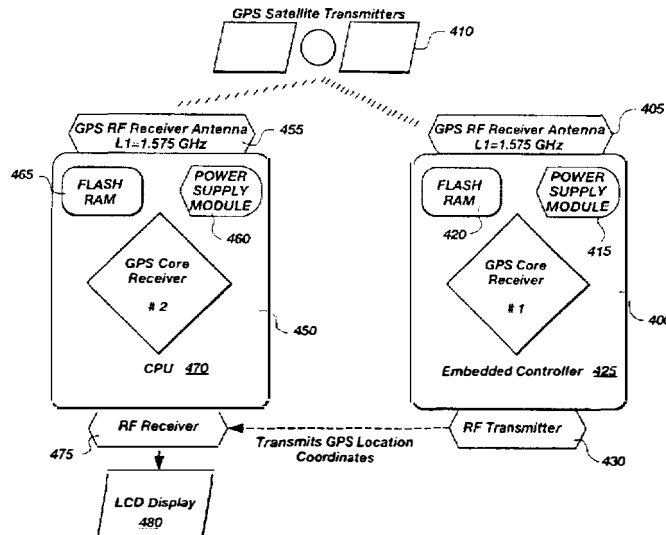 GPS Satellite Transmitters
410
GPS RF Receiver Antenna
L1=1.575 GHz
455
GPS RF Receiver Antenna
L1=1.575 GHz
405
465
FLASH
RAM
POWER
SUPPLY
MODULE
460
FLASH
RAM
420
POWER
SUPPLY
MODULE
415
GPS Core
Receiver
# 2
450
GPS Core
Receiver
# 1
400
CPU 470
Embedded Controller 425
RF Receiver
475
Transmits GPS Location
Coordinates
RF Transmitter
430
LCD Display
480